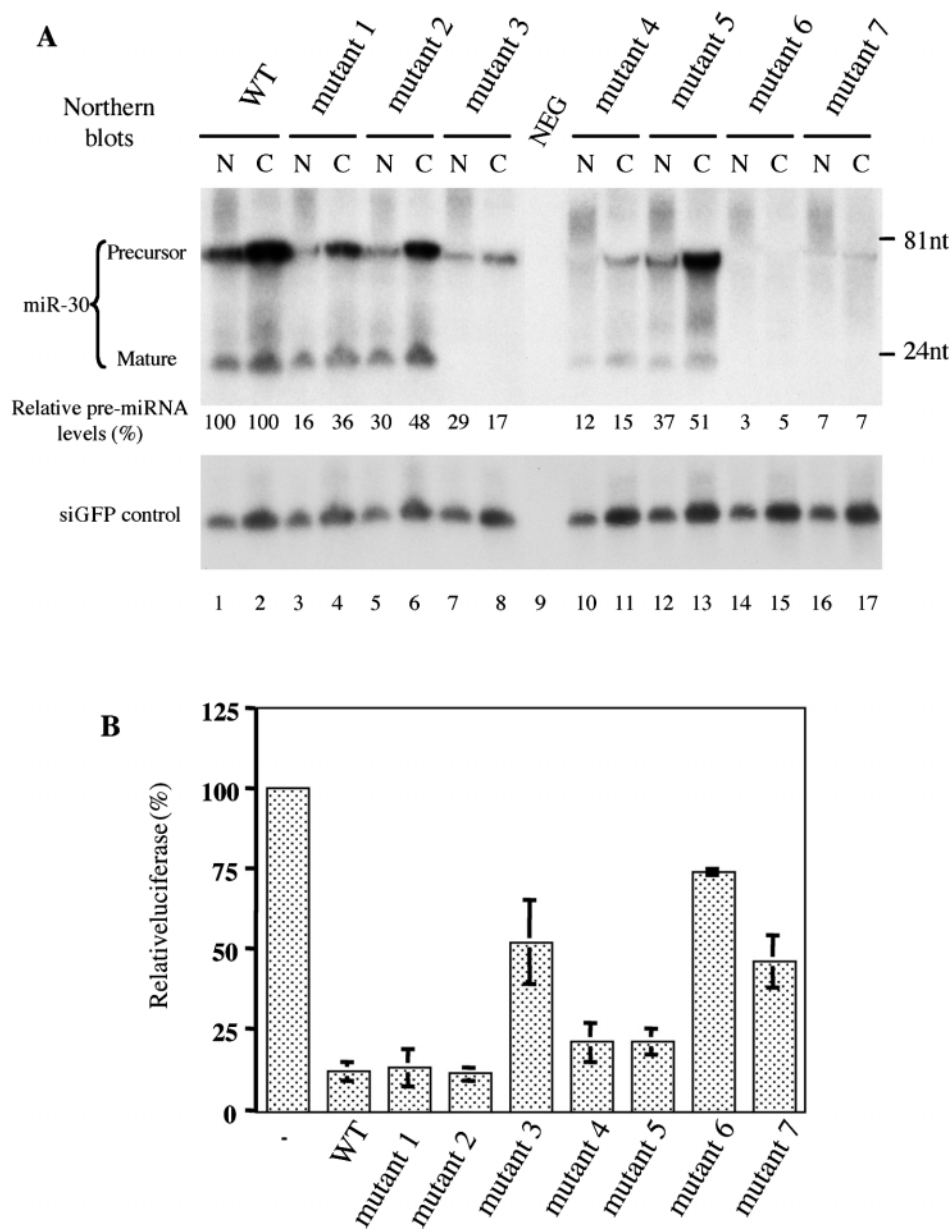 A
Northern blots
WT mutant 1 mutant 2 mutant 3 NEG mutant 4 mutant 5 mutant 6 mutant 7
N C N C N C N C N C N C N C N C
Precursor
81nt
miR-30
Mature
24nt
Relative pre-miRNA levels (%)
100 100 16 36 30 48 29 17 12 15 37 51 3 5 7 7
siGFP control
1 2 3 4 5 6 7 8 9 10 11 12 13 14 15 16 17
B
Relativeluciferase(%)
125
100
75
50
25
0
- WT mutant 1 mutant 2 mutant 3 mutant 4 mutant 5 mutant 6 mutant 7